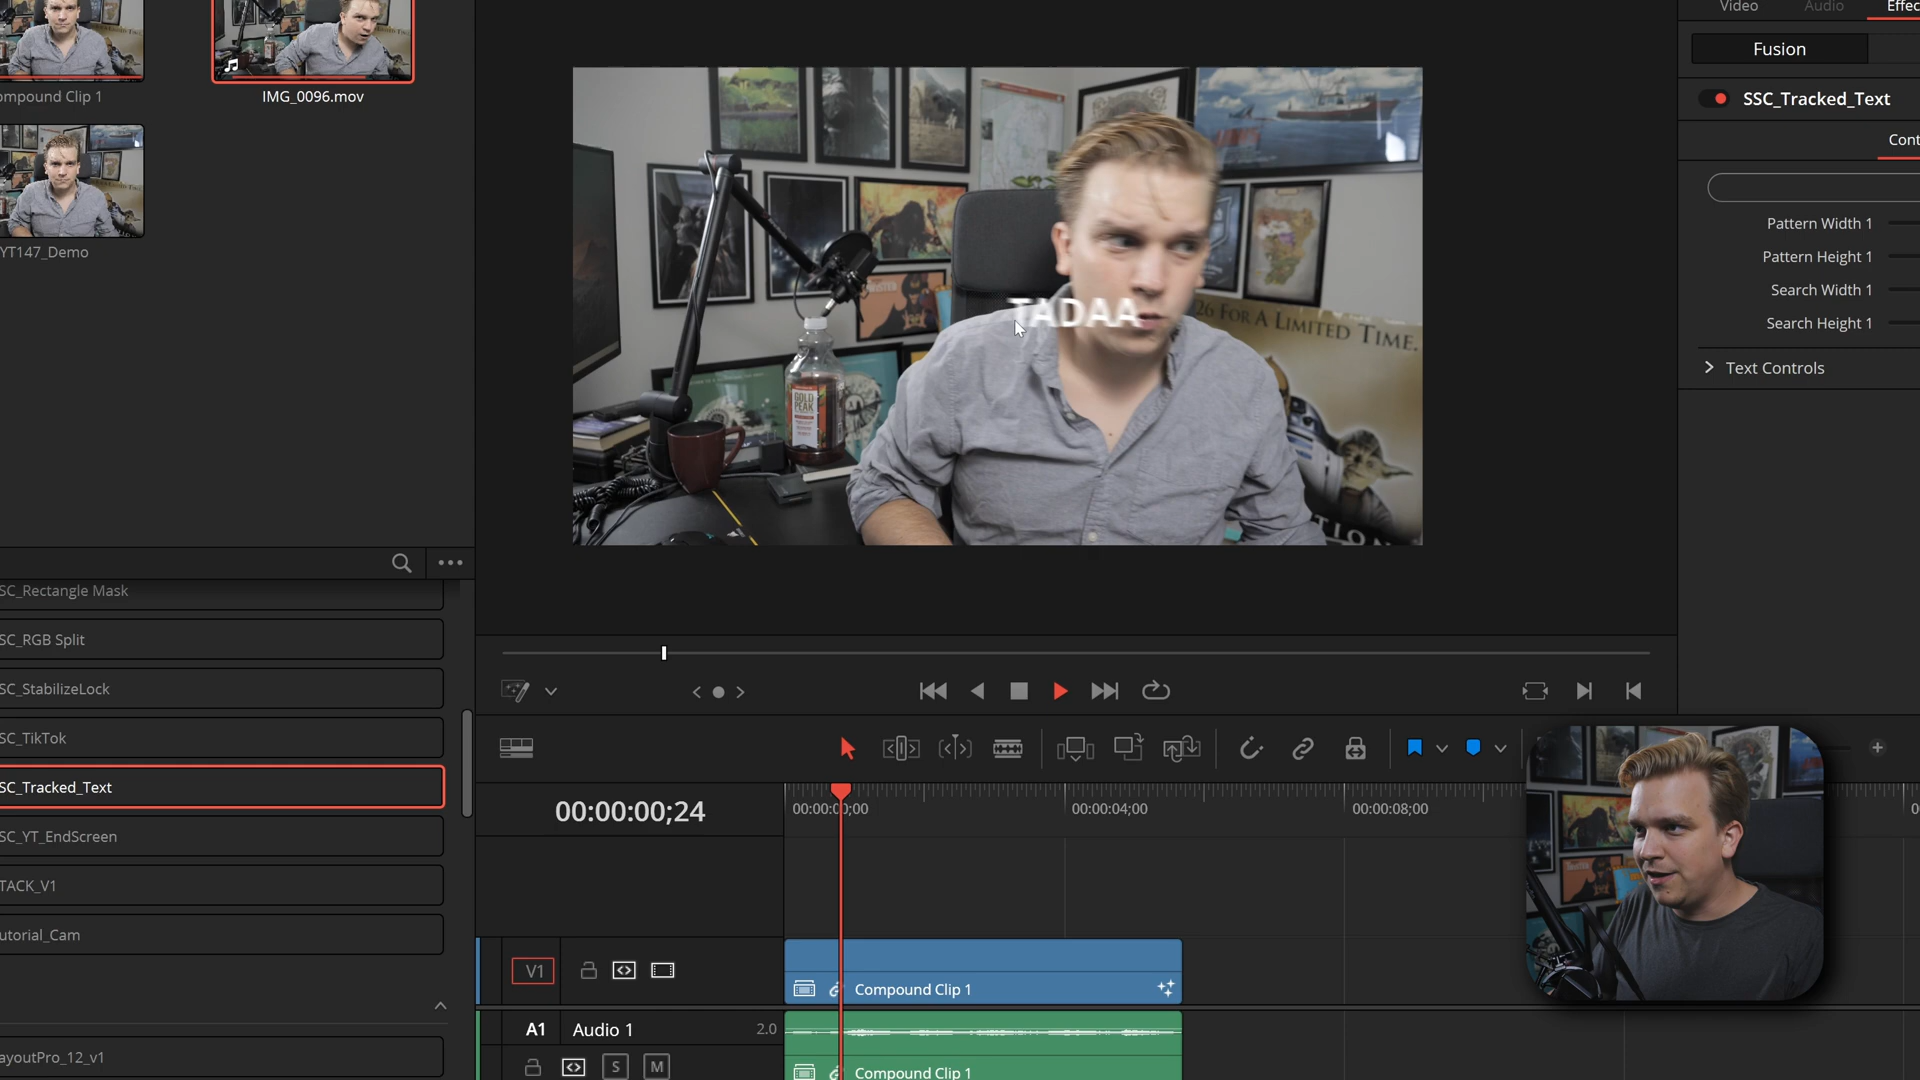 Video
Audio
Effec
ompound Clip 1
IMG_0096.mov
YT147_Demo
Fusion
SSC_Tracked_Text
Cont
Pattern Width 1
Pattern Height 1
Search Width 1
Search Height 1
Text Controls
TADAA
26 FOR A LIMITED TIME.
GOLD
PEAK
SC_Rectangle Mask
SC_RGB Split
SC_StabilizeLock
SC_TikTok
SC_Tracked_Text
SC_YT_EndScreen
TACK_V1
utorial_Cam
ayoutPro_12_v1
00:00:00;24
00:00:00;00
00:00:04;00
00:00:08;00
V1
Compound Clip 1
A1
Audio 1
2.0
S
M
Compound Clip 1